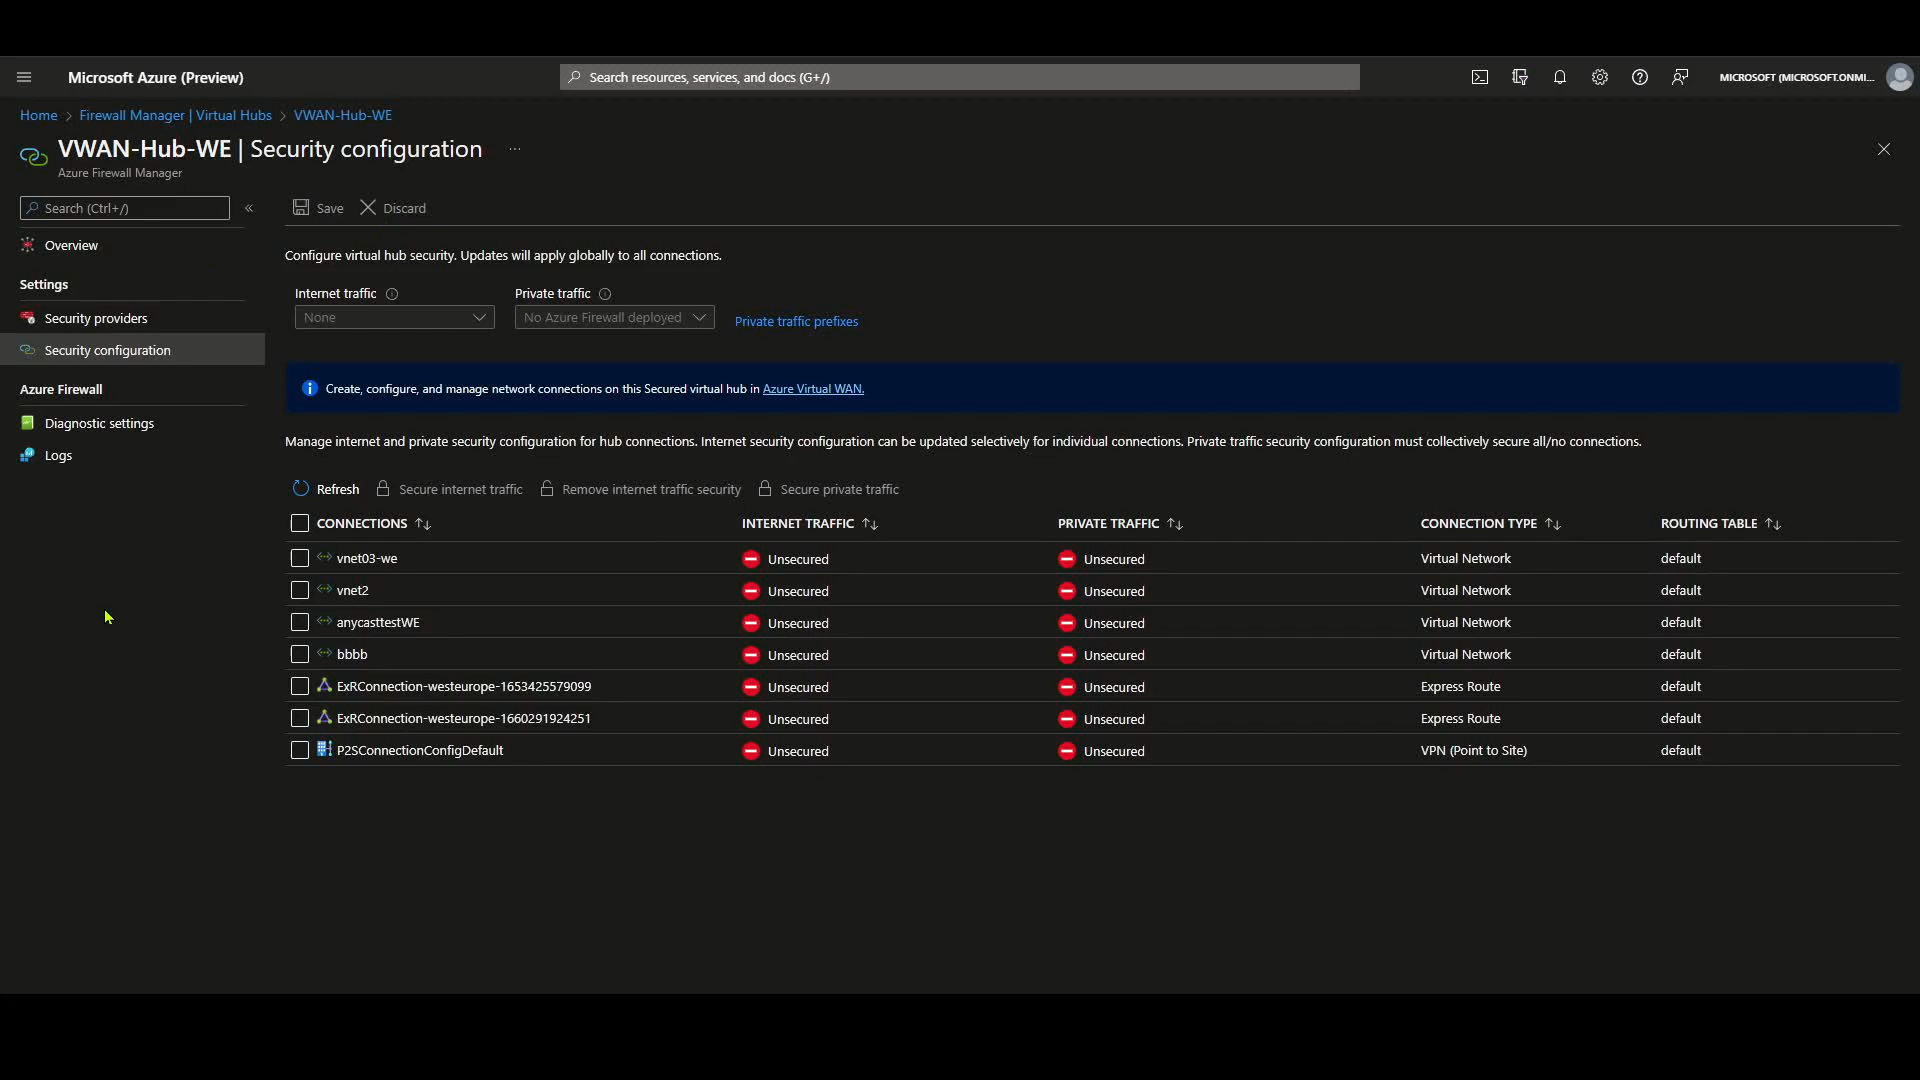 Microsoft Azure (Preview)
Search resources, services, and docs (G+/)
MICROSOFT (MICROSOFT.ONMI...
Home > Firewall Manager | Virtual Hubs > VWAN-Hub-WE
VWAN-Hub-WE | Security configuration ...
Azure Firewall Manager
Search (Ctrl+/) «
Overview
Settings
Security providers
Security configuration
Azure Firewall
Diagnostic settings
Logs
Save Discard
Configure virtual hub security. Updates will apply globally to all connections.
Internet traffic Private traffic
None No Azure Firewall deployed Private traffic prefixes
Create, configure, and manage network connections on this Secured virtual hub in Azure Virtual WAN.
Manage internet and private security configuration for hub connections. Internet security configuration can be updated selectively for individual connections. Private traffic security configuration must collectively secure all/no connections.
Refresh Secure internet traffic Remove internet traffic security Secure private traffic
CONNECTIONS ↑↓ INTERNET TRAFFIC ↑↓ PRIVATE TRAFFIC ↑↓ CONNECTION TYPE ↑↓ ROUTING TABLE ↑↓
vnet03-we Unsecured Unsecured Virtual Network default
vnet2 Unsecured Unsecured Virtual Network default
anycasttestWE Unsecured Unsecured Virtual Network default
bbbb Unsecured Unsecured Virtual Network default
ExRConnection-westeurope-1653425579099 Unsecured Unsecured Express Route default
ExRConnection-westeurope-1660291924251 Unsecured Unsecured Express Route default
P2SConnectionConfigDefault Unsecured Unsecured VPN (Point to Site) default